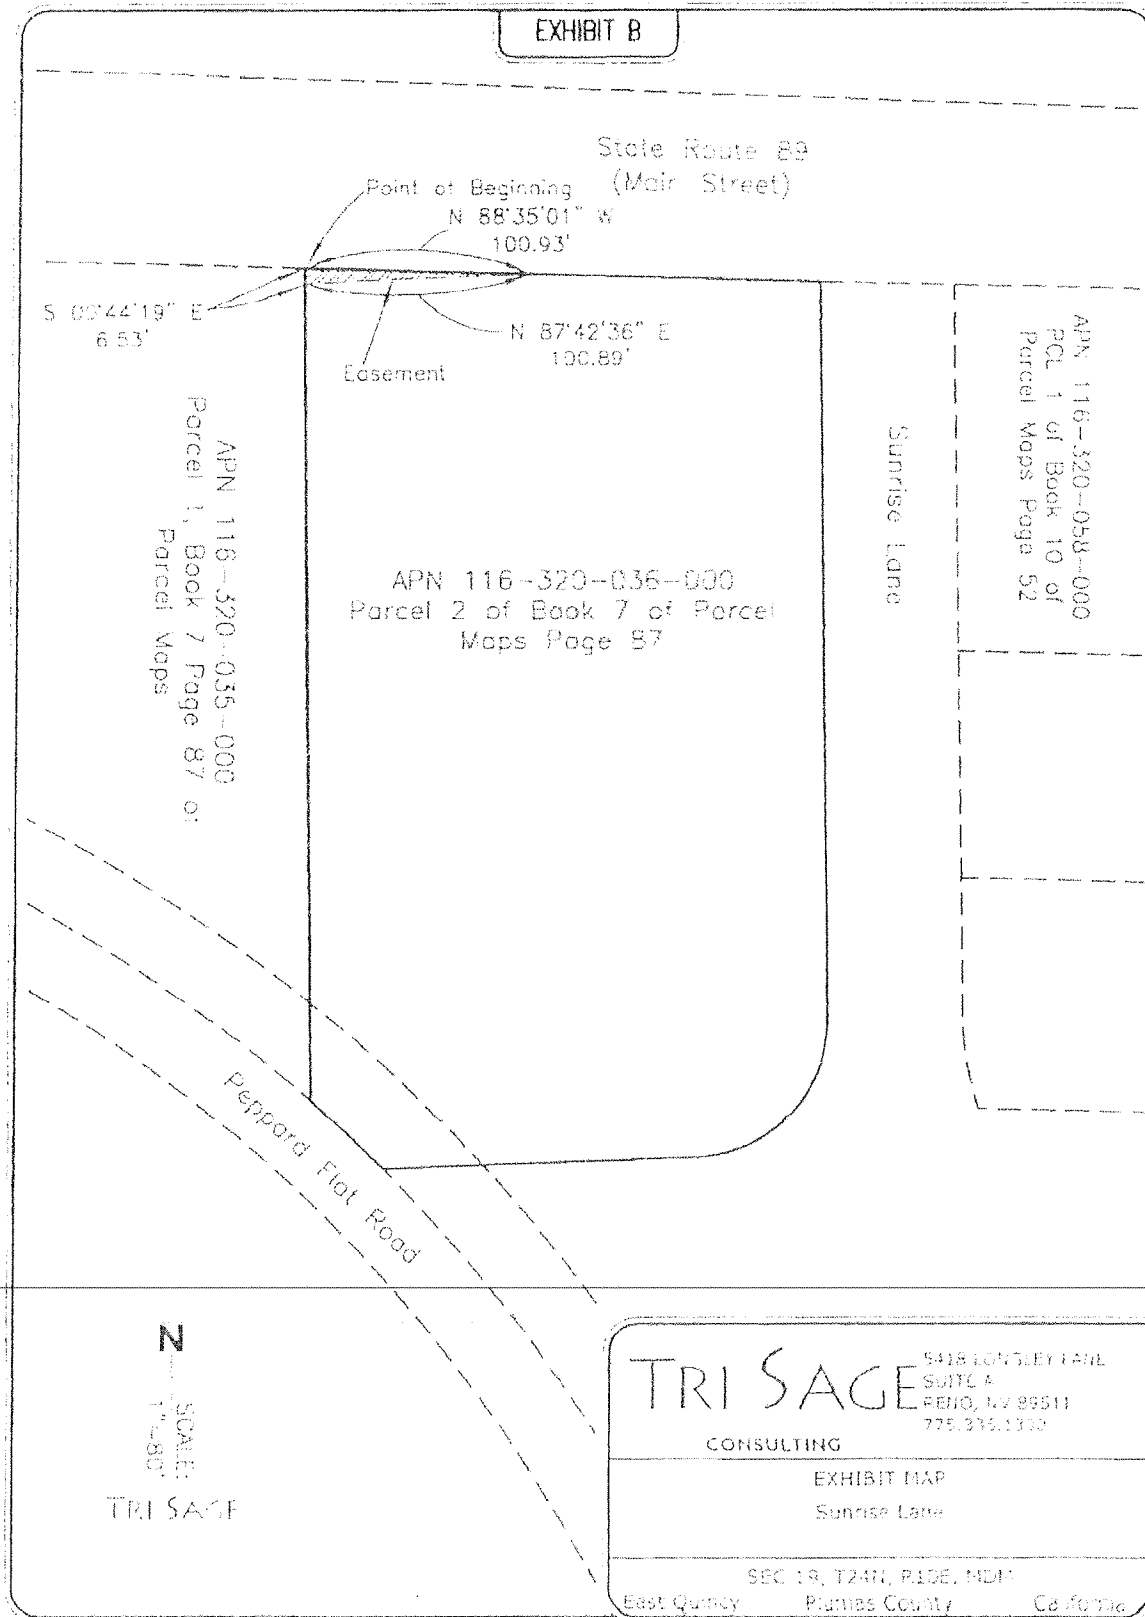 EXHIBIT B
State Route 89
(Main Street)
Point of Beginning
N 88°35'01" W
100.93'
S 00°44'19" E
6.53'
N 87°42'36" E
100.89'
Easement
APN 116-320-058-000
PCL 1 of Book 10 of
Parcel Maps Page 52
Sunrise Lane
APN 116-320-035-000
Parcel 1, Book 7 Page 87 of
Parcel Maps
APN 116-320-036-000
Parcel 2 of Book 7 of Parcel
Maps Page 87
Peppard Flat Road
N
SCALE:
1"=80'
TRI SAGE
TRI SAGE
CONSULTING
5418 LONGLEY LANE
SUITE A
RENO, NV 89511
EXHIBIT MAP
Sunrise Lane
SEC 19, T24N, R10E, MDM
East Quincy Plumas County California